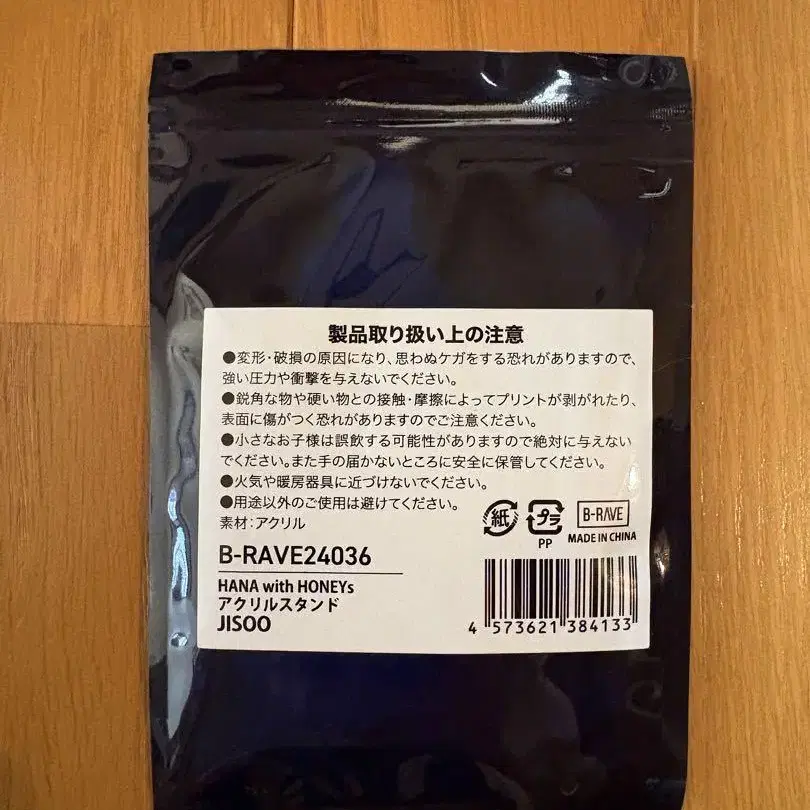 製品取り扱い上の注意
●変形・破損の原因になり、思わぬケガをする恐れがありますので、
強い圧力や衝撃を与えないでください。
●鋭角な物や硬い物との接触・摩擦によってプリントが剥がれたり、
表面に傷がつく恐れがありますのでご注意ください。
●小さなお子様は誤飲する可能性がありますので絶対に与えない
でください。また手の届かないところに安全に保管してください。
●火気や暖房器具に近づけないでください。
●用途以外のご使用は避けてください。
素材:アクリル
紙
プラ
PP
B-RAVE
MADE IN CHINA
B-RAVE24036
HANA with HONEYs
アクリルスタンド
JISOO
4 573621 384133